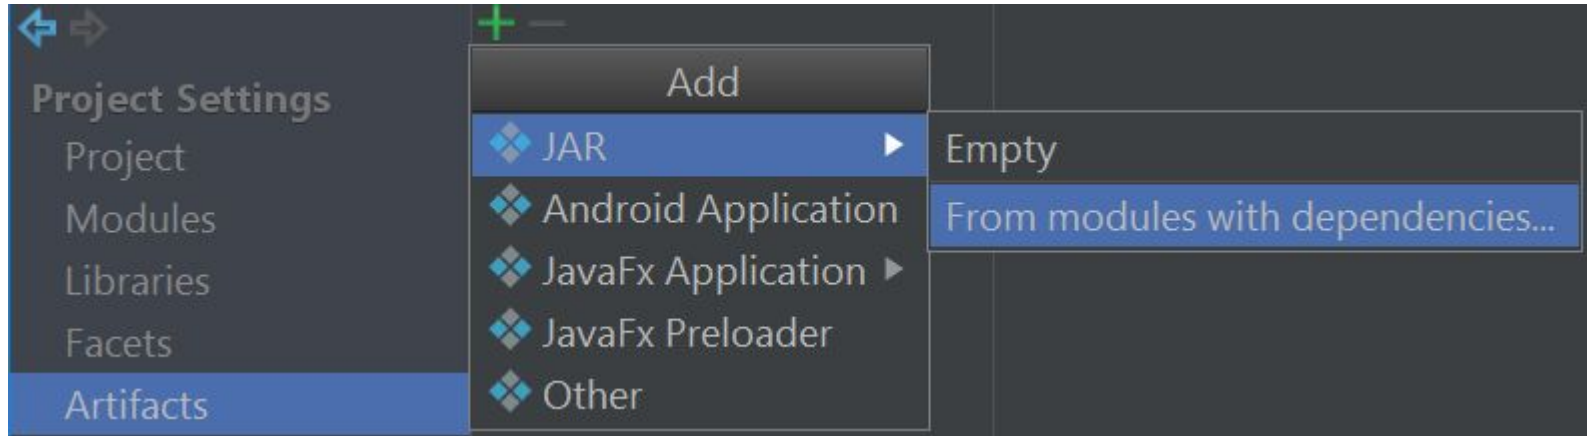 Project Settings
Project
Modules
Libraries
Facets
Artifacts
Add
JAR
Android Application
JavaFx Application
JavaFx Preloader
Other
Empty
From modules with dependencies...